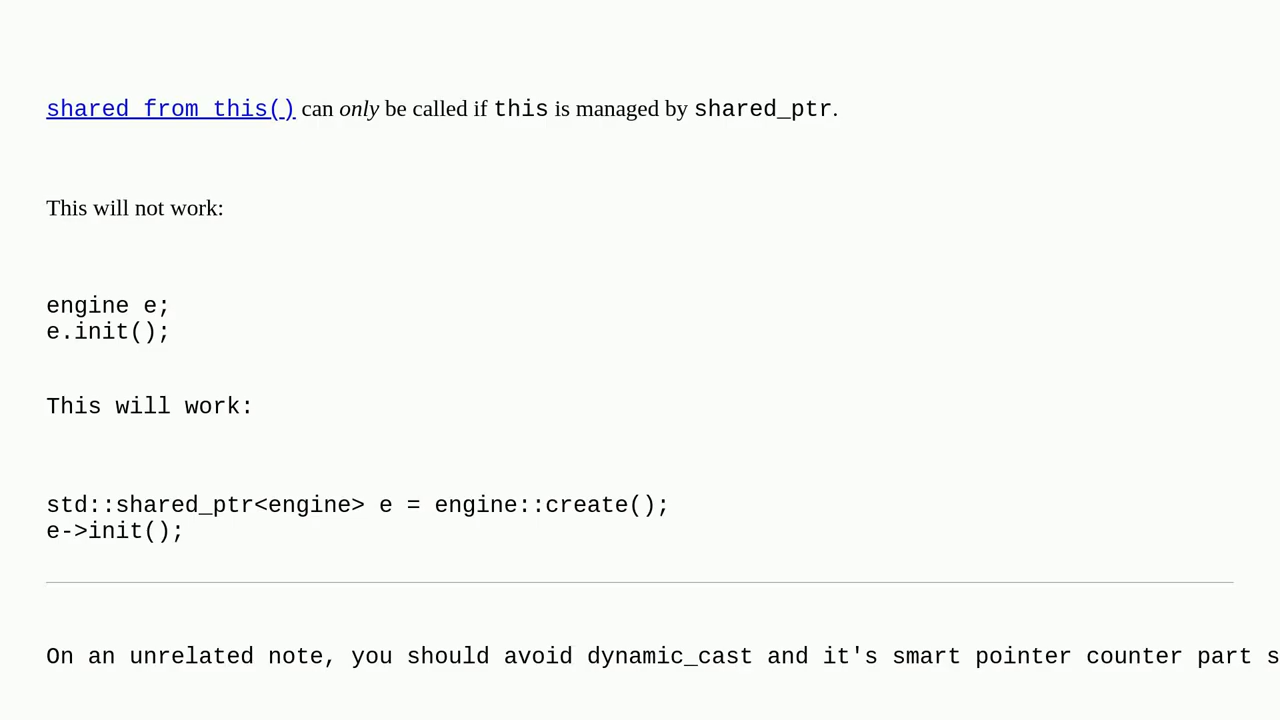 shared_from_this() can only be called if this is managed by shared_ptr.
This will not work:
engine e;
e.init();
This will work:
std::shared_ptr<engine> e = engine::create();
e->init();
On an unrelated note, you should avoid dynamic_cast and it's smart pointer counter part s